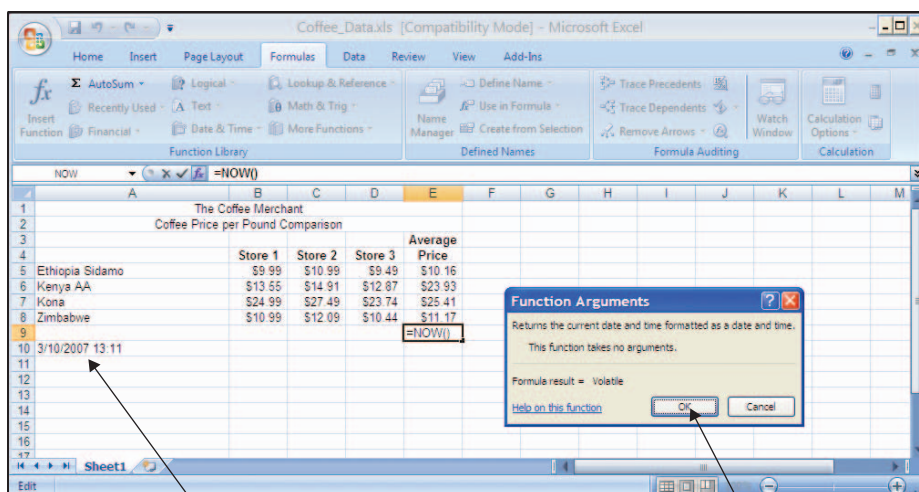 Coffee_Data.xls [Compatibility Mode] - Microsoft Excel
Home Insert Page Layout Formulas Data Review View Add-Ins
Σ AutoSum Logical Lookup & Reference Define Name Trace Precedents
fx Recently Used A Text Math & Trig Use in Formula Trace Dependents
Insert Function Financial Date & Time More Functions Name Manager Create from Selection Remove Arrows Watch Window Calculation Options
Function Library Defined Names Formula Auditing Calculation
NOW fx =NOW()
A B C D E F G H I J K L M
1 The Coffee Merchant
2 Coffee Price per Pound Comparison
3 Average
4 Store 1 Store 2 Store 3 Price
5 Ethiopia Sidamo $9.99 $10.99 $9.49 $10.16
6 Kenya AA $13.55 $14.91 $12.87 $23.93
7 Kona $24.99 $27.49 $23.74 $25.41
8 Zimbabwe $10.99 $12.09 $10.44 $11.17
9 =NOW()
10 3/10/2007 13:11
11
12
13
14
15
16
17
Function Arguments
Returns the current date and time formatted as a date and time.
This function takes no arguments.
Formula result = Volatile
Help on this function OK Cancel
Sheet1
Edit